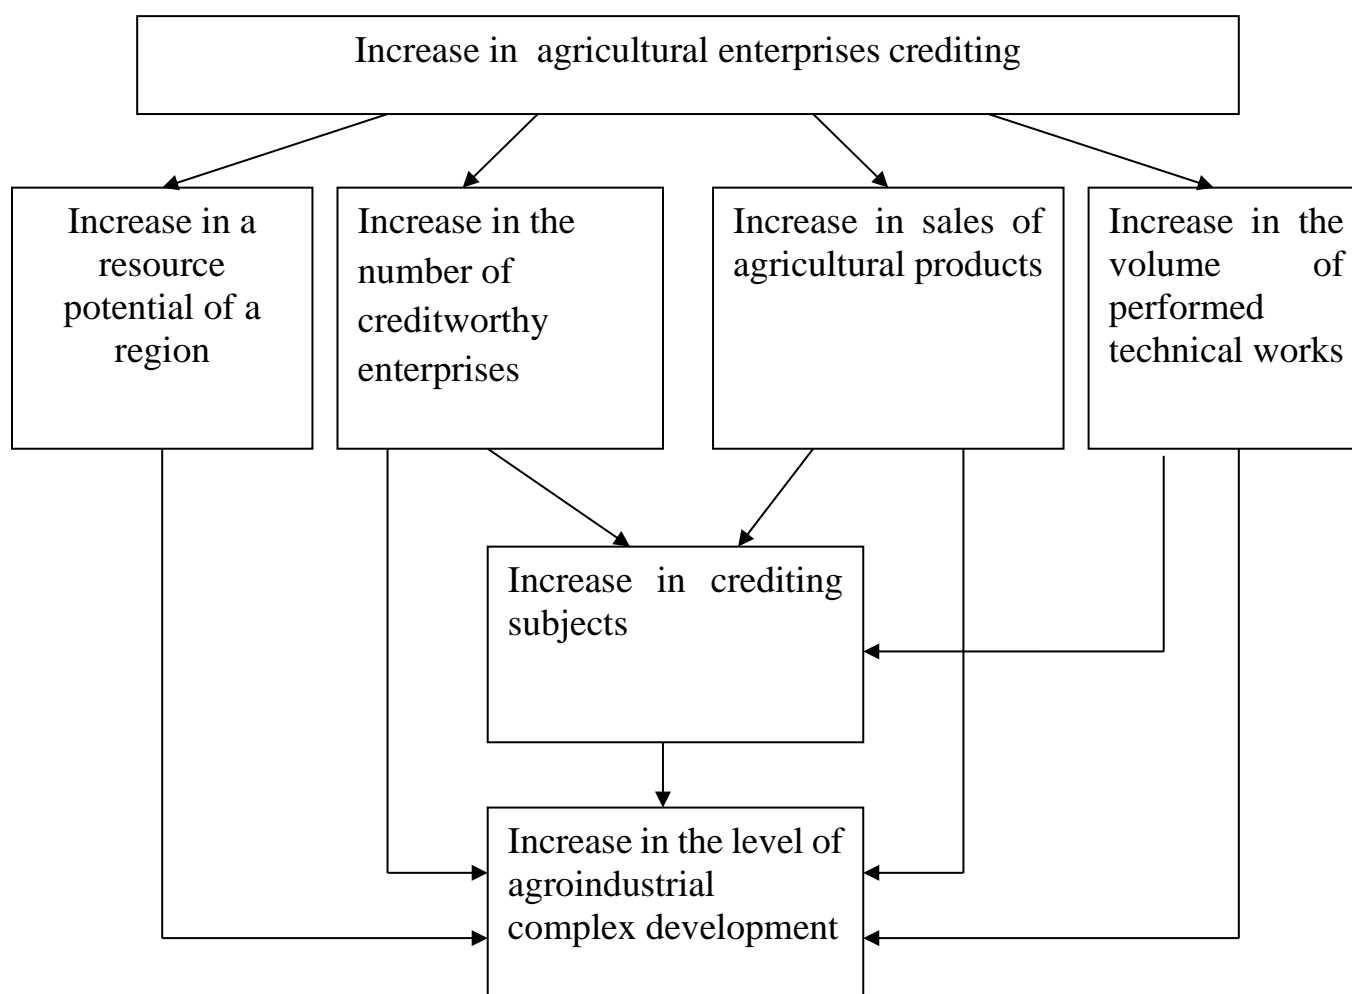 Increase in agricultural enterprises crediting
Increase in a
resource
potential of a
region
Increase in the
number of
creditworthy
enterprises
Increase in sales of
agricultural products
Increase in the
volume of
performed
technical works
Increase in crediting
subjects
Increase in the level of
agroindustrial
complex development